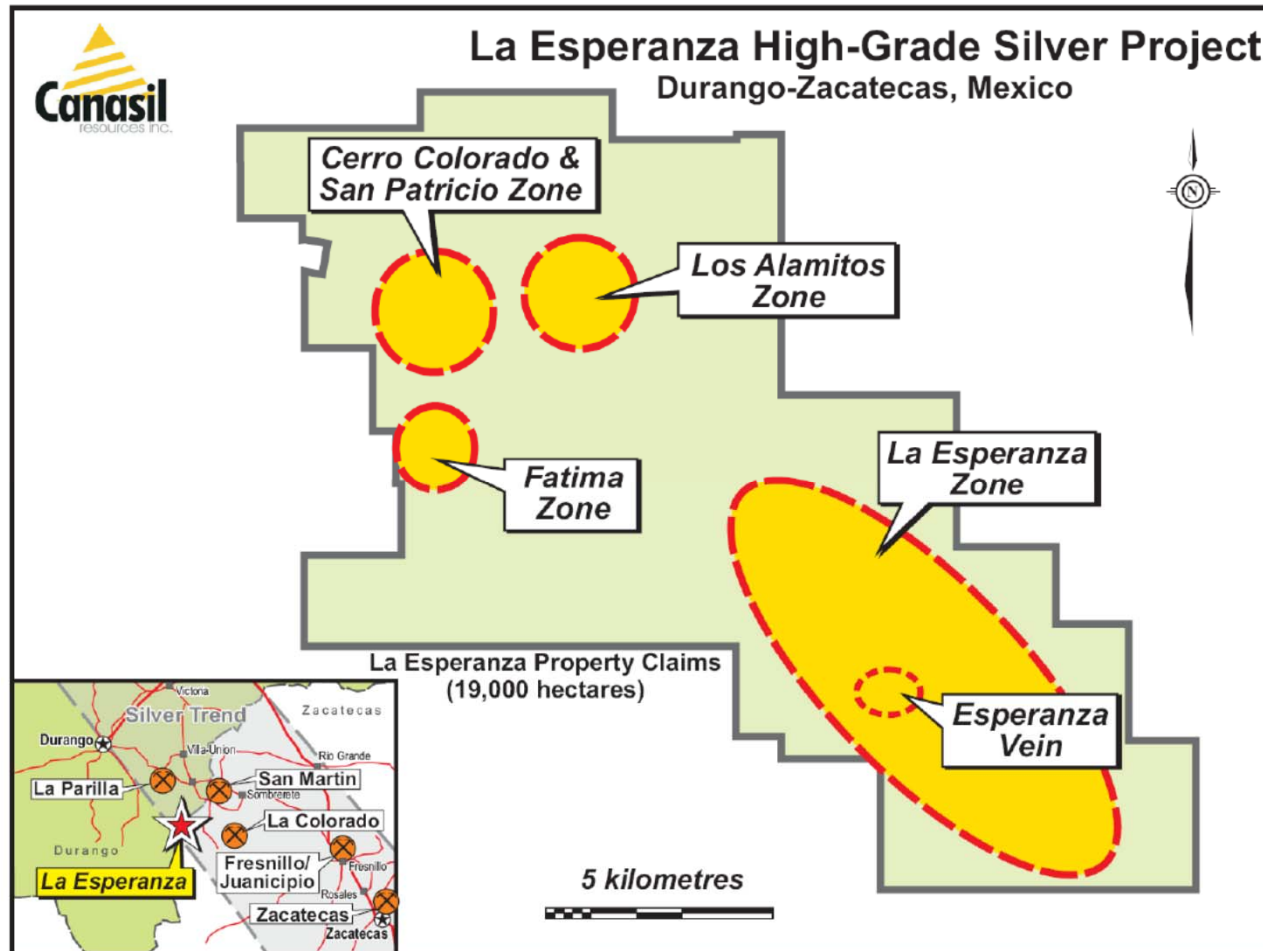 Canasil
resources inc.
La Esperanza High-Grade Silver Project
Durango-Zacatecas, Mexico
N
Cerro Colorado &
San Patricio Zone
Los Alamitos
Zone
Fatima
Zone
La Esperanza
Zone
Esperanza
Vein
La Esperanza Property Claims
(19,000 hectares)
5 kilometres
Victoria
Zacatecas
Silver Trend
Durango
Villa-Union
Rio Grande
La Parilla
San Martin
Sombrerete
La Colorado
Durango
Fresnillo/
Juanicipio
Fresnillo
La Esperanza
Rosales
Zacatecas
Zacatecas